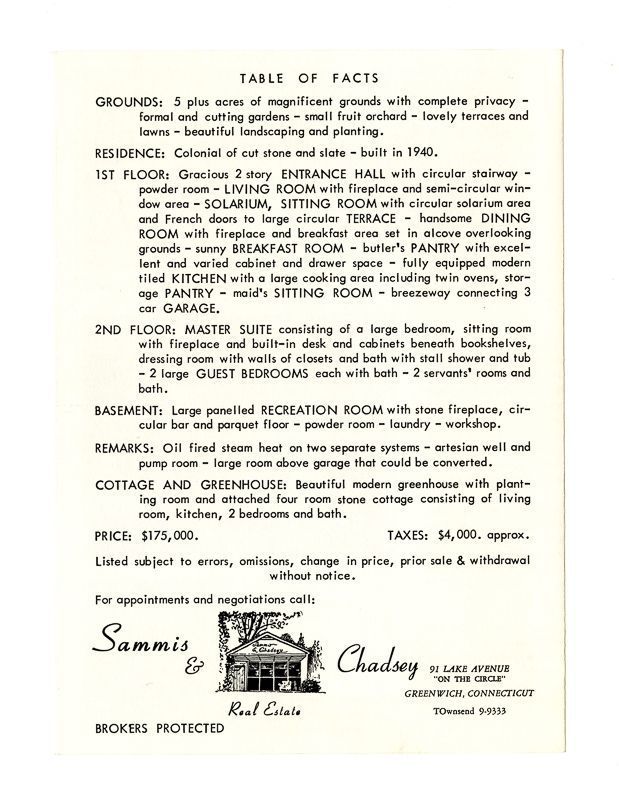 TABLE OF FACTS
GROUNDS: 5 plus acres of magnificent grounds with complete privacy -
formal and cutting gardens - small fruit orchard - lovely terraces and
lawns - beautiful landscaping and planting.
RESIDENCE: Colonial of cut stone and slate - built in 1940.
1ST FLOOR: Gracious 2 story ENTRANCE HALL with circular stairway -
powder room - LIVING ROOM with fireplace and semi-circular win-
dow area - SOLARIUM, SITTING ROOM with circular solarium area
and French doors to large circular TERRACE - handsome DINING
ROOM with fireplace and breakfast area set in alcove overlooking
grounds - sunny BREAKFAST ROOM - butler's PANTRY with excel-
lent and varied cabinet and drawer space - fully equipped modern
tiled KITCHEN with a large cooking area including twin ovens, stor-
age PANTRY - maid's SITTING ROOM - breezeway connecting 3
car GARAGE.
2ND FLOOR: MASTER SUITE consisting of a large bedroom, sitting room
with fireplace and built-in desk and cabinets beneath bookshelves,
dressing room with walls of closets and bath with stall shower and tub
- 2 large GUEST BEDROOMS each with bath - 2 servants' rooms and
bath.
BASEMENT: Large panelled RECREATION ROOM with stone fireplace, cir-
cular bar and parquet floor - powder room - laundry - workshop.
REMARKS: Oil fired steam heat on two separate systems - artesian well and
pump room - large room above garage that could be converted.
COTTAGE AND GREENHOUSE: Beautiful modern greenhouse with plant-
ing room and attached four room stone cottage consisting of living
room, kitchen, 2 bedrooms and bath.
PRICE: $175,000. TAXES: $4,000. approx.
Listed subject to errors, omissions, change in price, prior sale & withdrawal
without notice.
For appointments and negotiations call:
Sammis
& Chadsey
Real Estate
91 LAKE AVENUE
"ON THE CIRCLE"
GREENWICH, CONNECTICUT
TOwnsend 9-9333
BROKERS PROTECTED